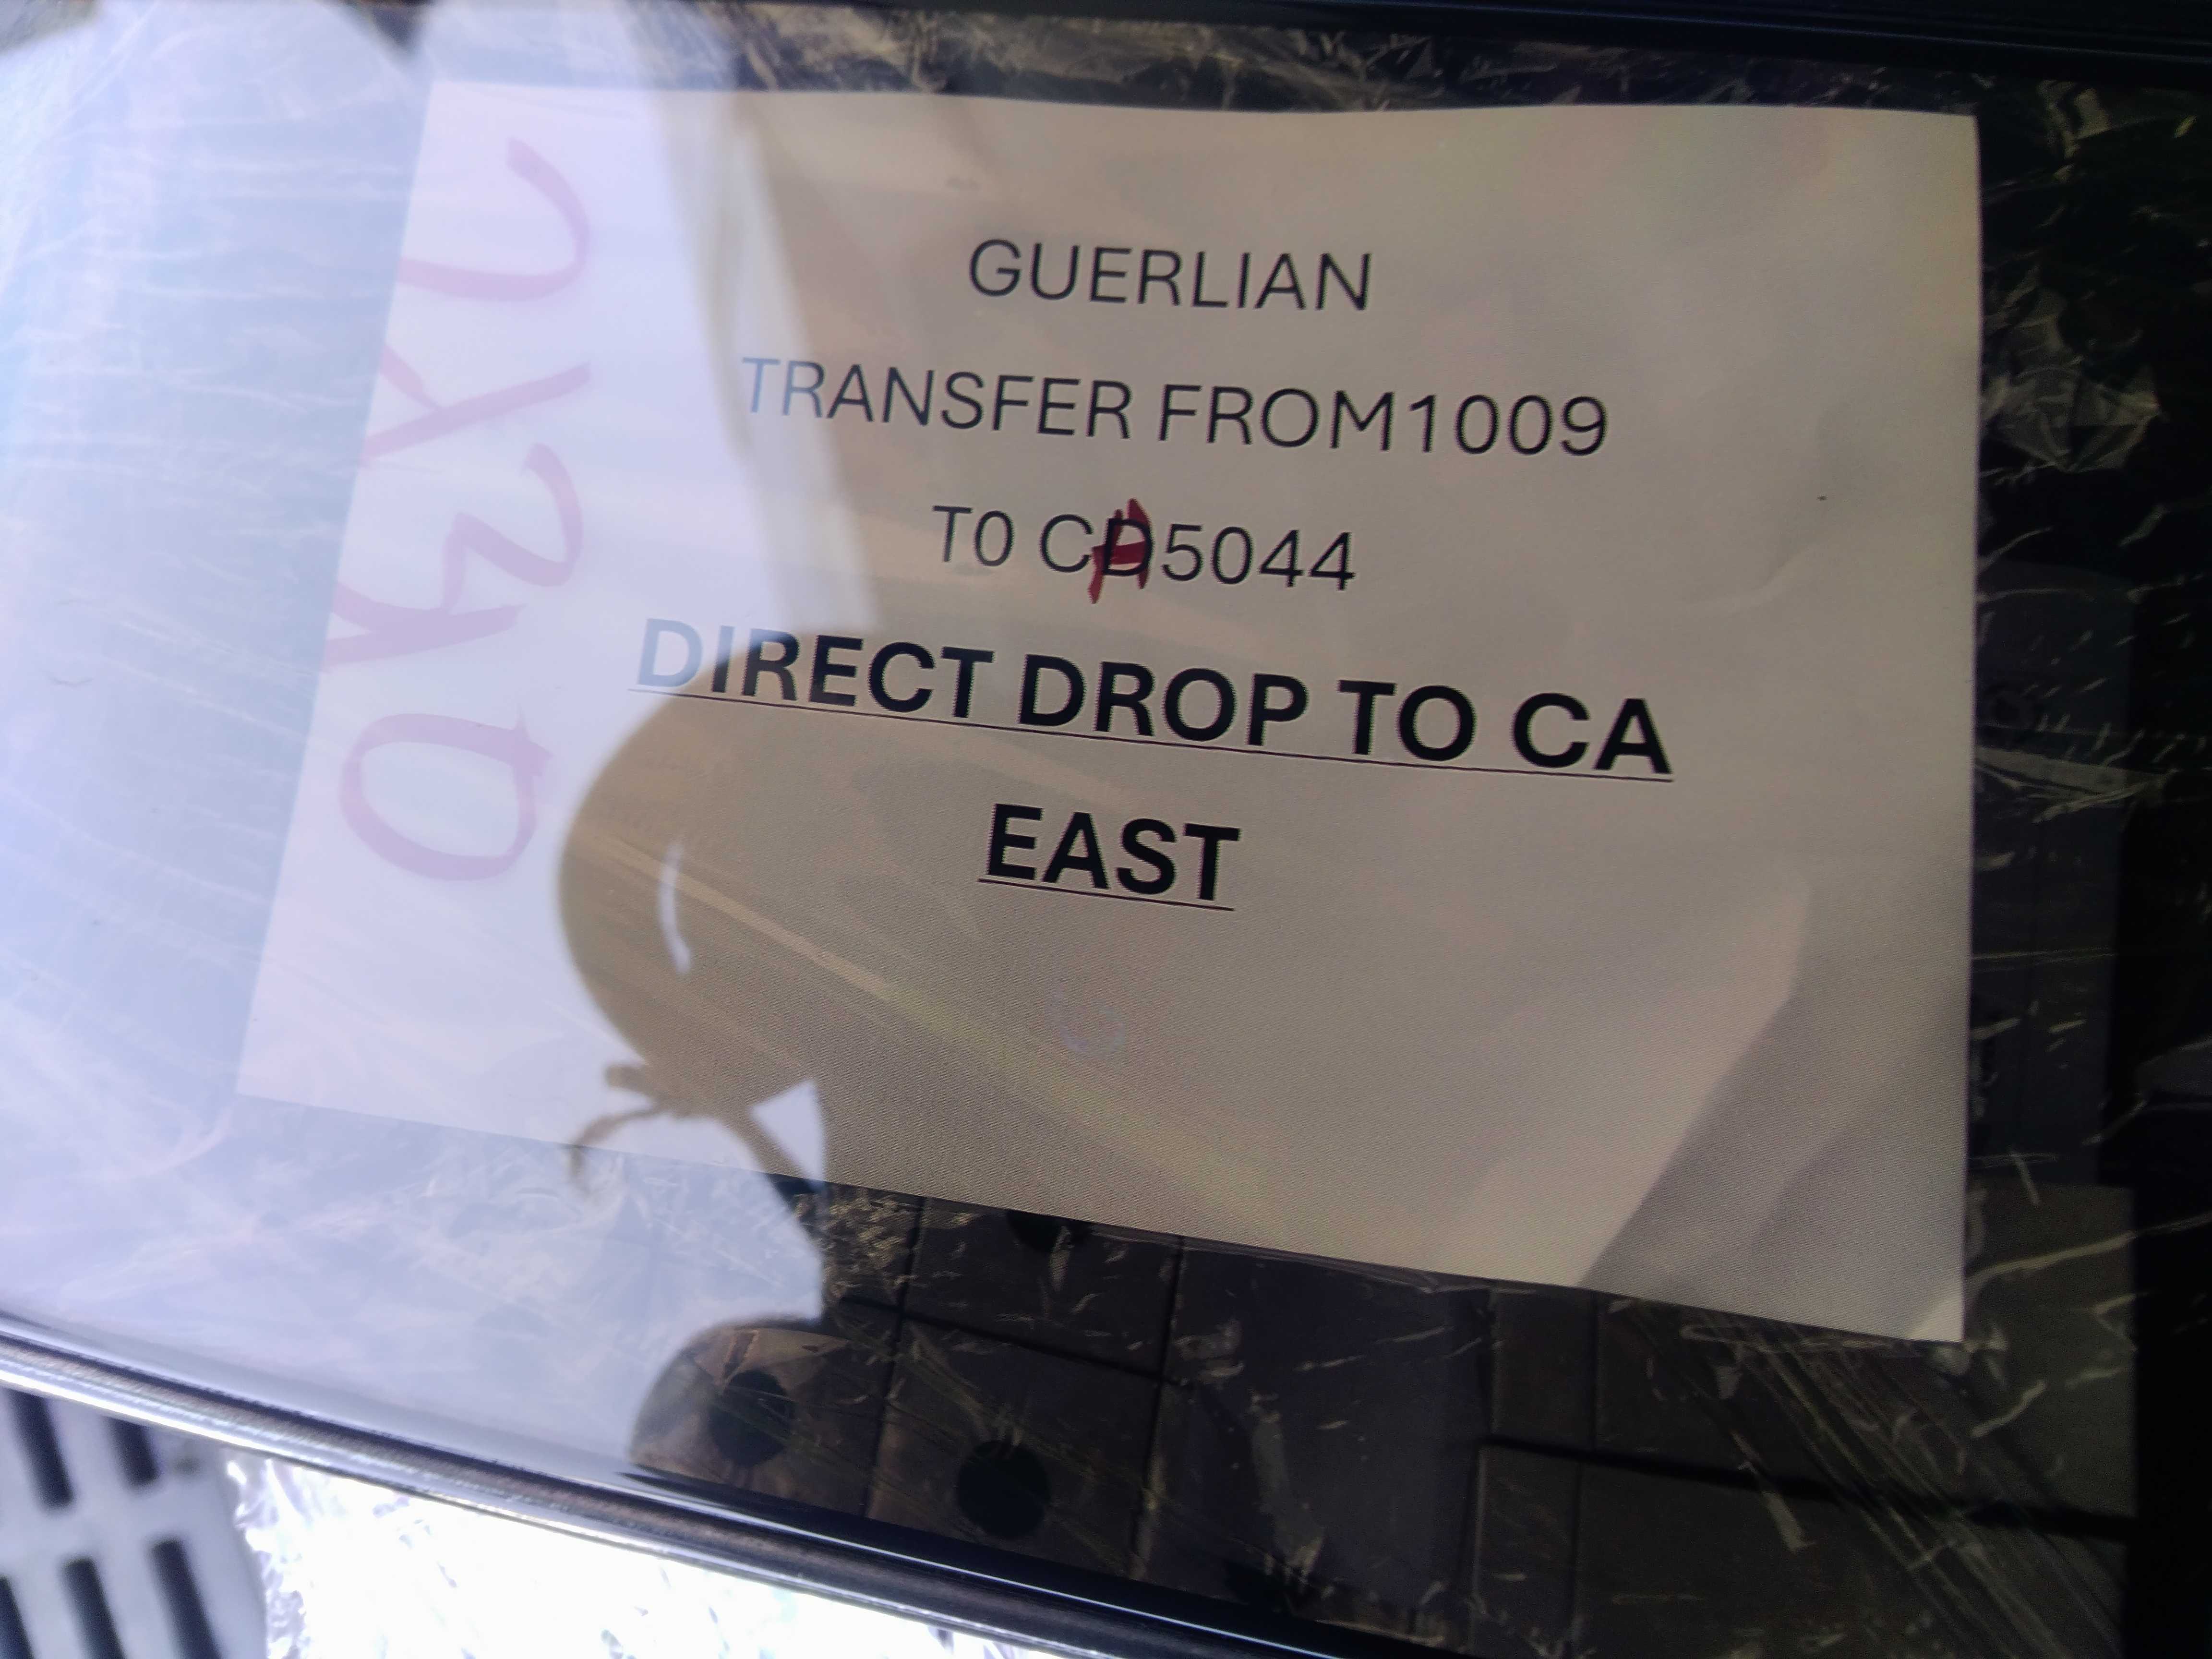 GUERLIAN
TRANSFER FROM1009
T0 CA5044
DIRECT DROP TO CA
EAST